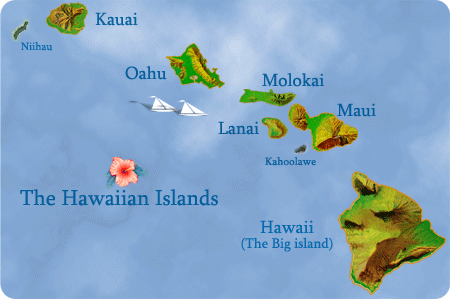 Kauai
Niihau
Oahu
Molokai
Maui
Lanai
Kahoolawe
The Hawaiian Islands
Hawaii
(The Big island)